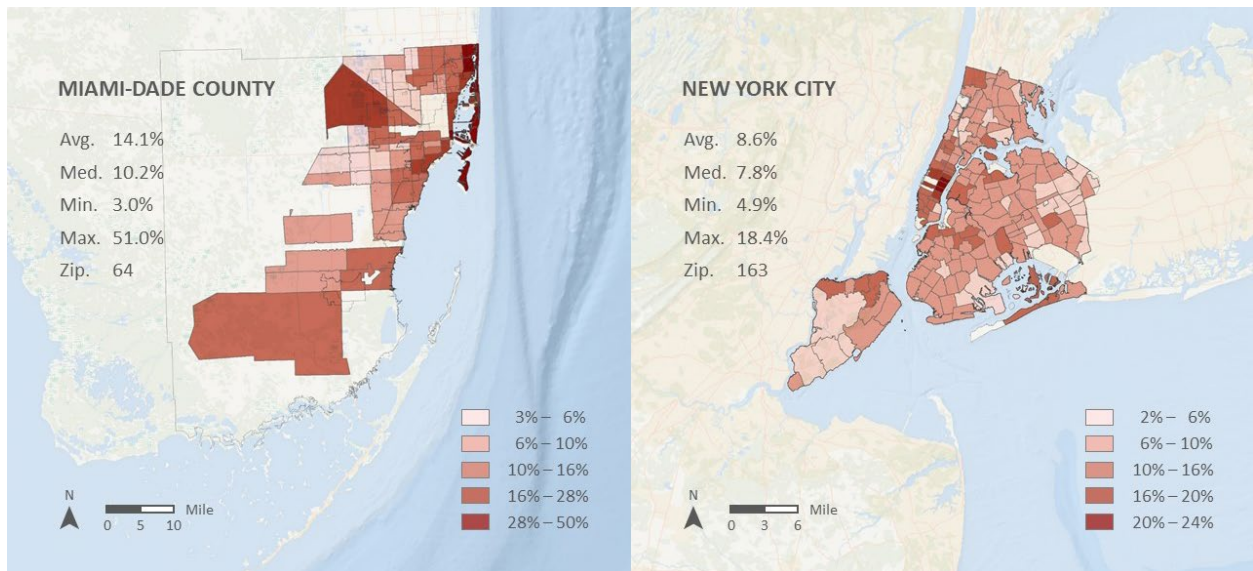 MIAMI-DADE COUNTY
Avg. 14.1%
Med. 10.2%
Min. 3.0%
Max. 51.0%
Zip. 64
3% – 6%
6% – 10%
10% – 16%
16% – 28%
28% – 50%
N
Mile
0 5 10
NEW YORK CITY
Avg. 8.6%
Med. 7.8%
Min. 4.9%
Max. 18.4%
Zip. 163
2% – 6%
6% – 10%
10% – 16%
16% – 20%
20% – 24%
N
Mile
0 3 6